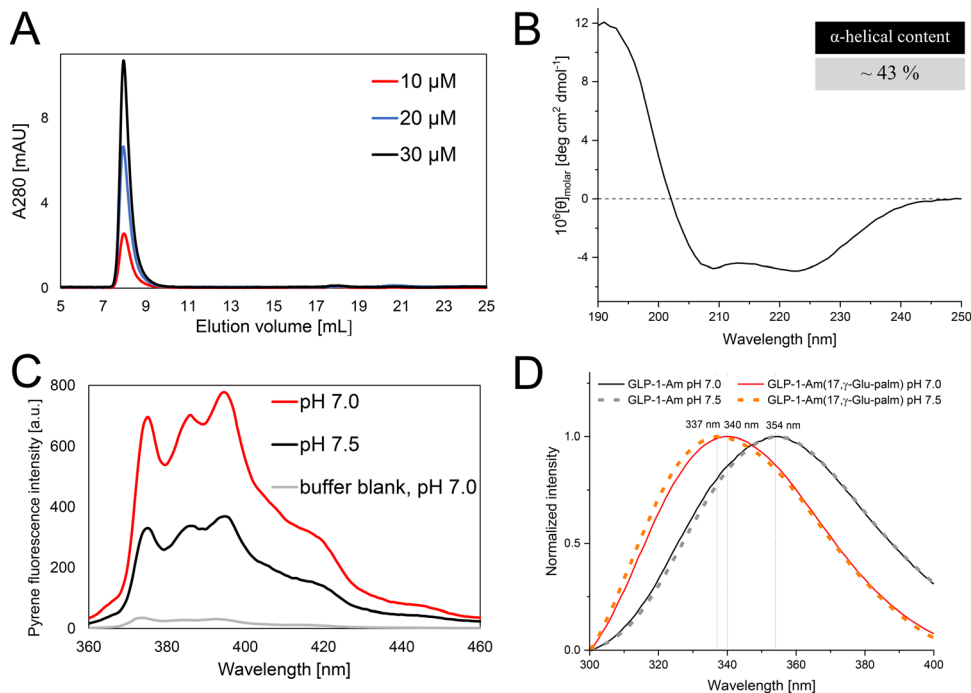 A
10 µM
20 µM
30 µM
A280 [mAU]
8
4
0
5 7 9 11 13 15 17 19 21 23 25
Elution volume [mL]
B
α-helical content
~ 43 %
10⁶[θ]molar [deg cm² dmol⁻¹]
12
8
4
0
-4
-8
190 200 210 220 230 240 250
Wavelength [nm]
C
pH 7.0
pH 7.5
buffer blank, pH 7.0
Pyrene fluorescence intensity [a.u.]
800
600
400
200
0
360 380 400 420 440 460
Wavelength [nm]
D
GLP-1-Am pH 7.0 GLP-1-Am(17,γ-Glu-palm) pH 7.0
GLP-1-Am pH 7.5 GLP-1-Am(17,γ-Glu-palm) pH 7.5
337 nm 340 nm 354 nm
Normalized intensity
1.0
0.5
0.0
300 320 340 360 380 400
Wavelength [nm]